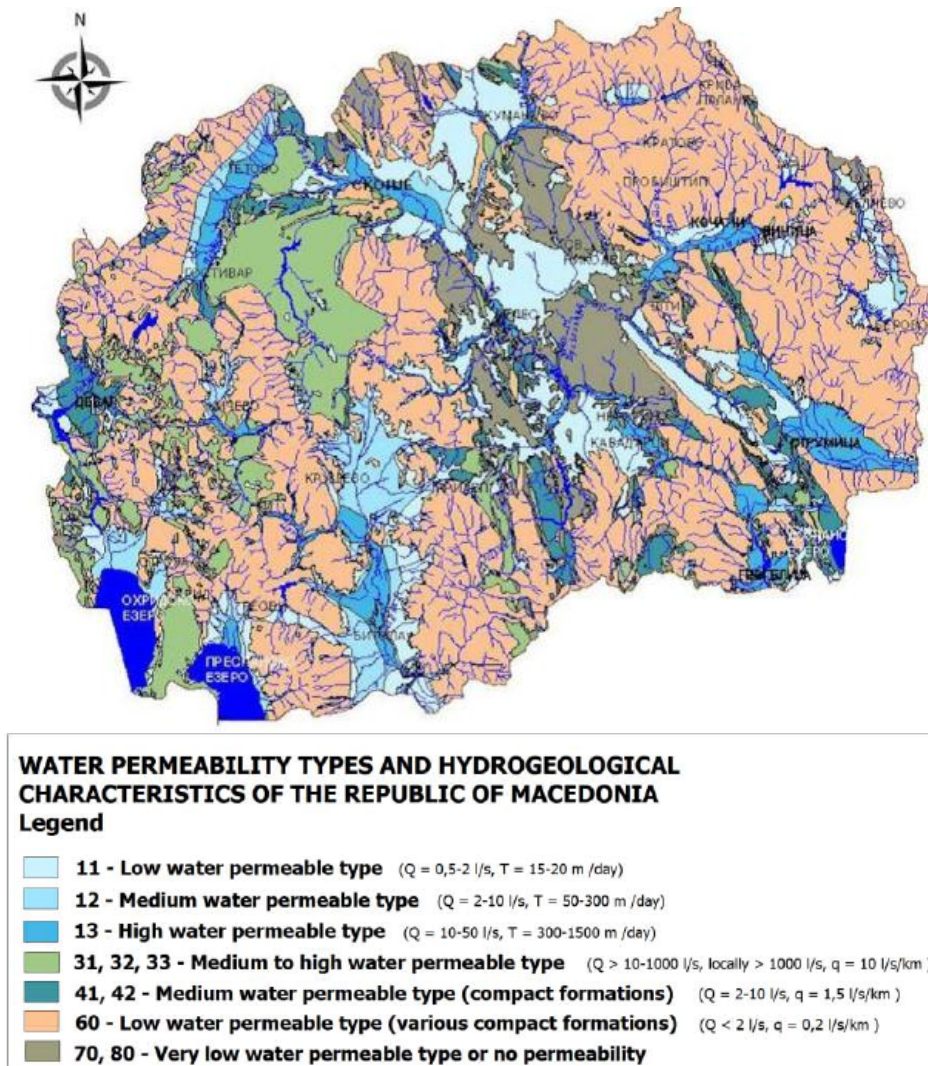 N
КРИВА
ПАЛАНКА
КУМАНОВО
КРАТОВО
ТЕТОВО
СКОПЈЕ
ПРОБИШТИП
КОЧАНИ
ВИНИЦА
ГОСТИВАР
ДЕБАР
КАВАДАРЦИ
СТРУМИЦА
КРУШЕВО
ЕЗЕРО
ОХРИДСКО
ЕЗЕРО
БИТОЛА
ЕЗЕРО
WATER PERMEABILITY TYPES AND HYDROGEOLOGICAL
CHARACTERISTICS OF THE REPUBLIC OF MACEDONIA
Legend
11 - Low water permeable type (Q = 0,5-2 l/s, T = 15-20 m /day)
12 - Medium water permeable type (Q = 2-10 l/s, T = 50-300 m /day)
13 - High water permeable type (Q = 10-50 l/s, T = 300-1500 m /day)
31, 32, 33 - Medium to high water permeable type (Q > 10-1000 l/s, locally > 1000 l/s, q = 10 l/s/km )
41, 42 - Medium water permeable type (compact formations) (Q = 2-10 l/s, q = 1,5 l/s/km )
60 - Low water permeable type (various compact formations) (Q < 2 l/s, q = 0,2 l/s/km )
70, 80 - Very low water permeable type or no permeability